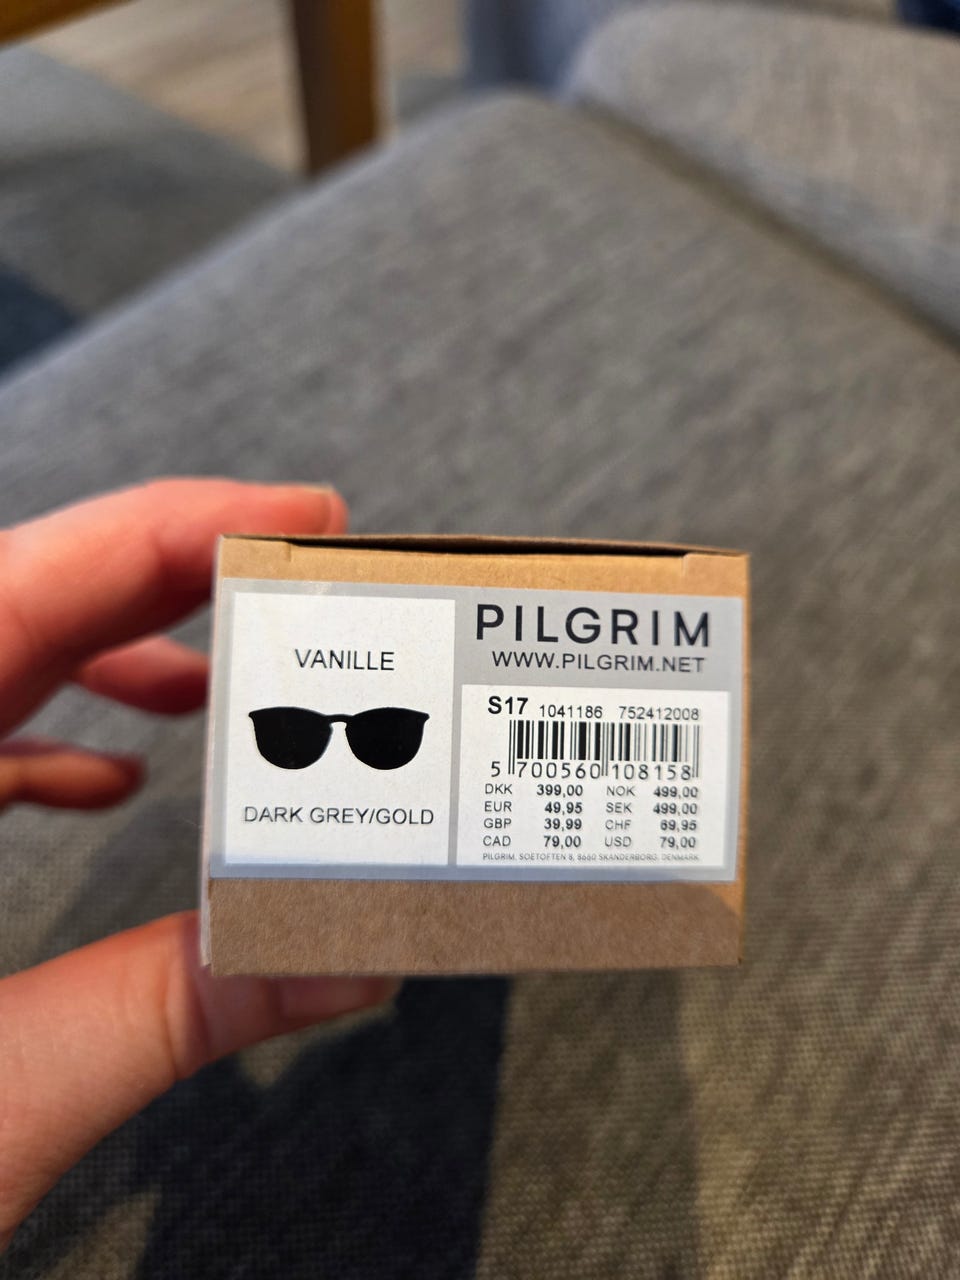 VANILLE
DARK GREY/GOLD
PILGRIM
WWW.PILGRIM.NET
S17 1041186 752412008
5 700560 108158
DKK 399,00 NOK 499,00
EUR 49,95 SEK 499,00
GBP 39,99 CHF 69,95
CAD 79,00 USD 79,00
PILGRIM, SOETOFTEN 8, 8660 SKANDERBORG, DENMARK